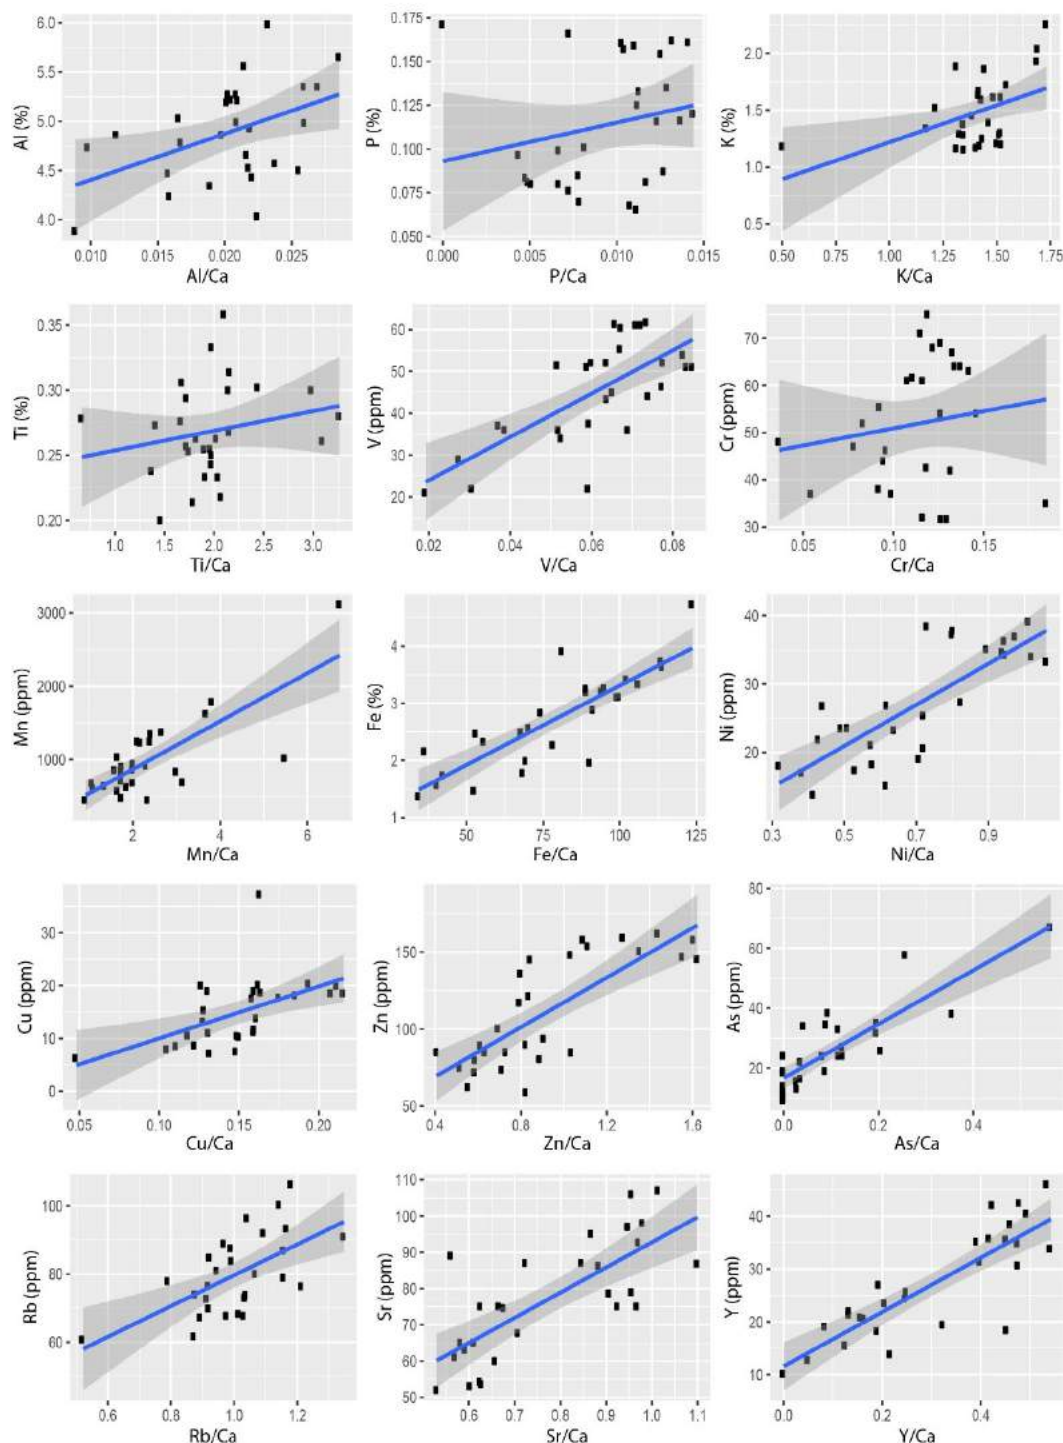 6.0
5.5
5.0
4.5
4.0
Al (%)
0.010 0.015 0.020 0.025
Al/Ca
0.175
0.150
0.125
0.100
0.075
0.050
P (%)
0.000 0.005 0.010 0.015
P/Ca
2.0
1.5
1.0
0.5
K (%)
0.50 0.75 1.00 1.25 1.50 1.75
K/Ca
0.35
0.30
0.25
0.20
Ti (%)
1.0 1.5 2.0 2.5 3.0
Ti/Ca
60
50
40
30
20
V (ppm)
0.02 0.04 0.06 0.08
V/Ca
70
60
50
40
30
Cr (ppm)
0.05 0.10 0.15
Cr/Ca
3000
2000
1000
Mn (ppm)
2 4 6
Mn/Ca
4
3
2
1
Fe (%)
50 75 100 125
Fe/Ca
40
30
20
Ni (ppm)
0.3 0.5 0.7 0.9
Ni/Ca
30
20
10
0
Cu (ppm)
0.05 0.10 0.15 0.20
Cu/Ca
150
100
50
Zn (ppm)
0.4 0.8 1.2 1.6
Zn/Ca
80
60
40
20
As (ppm)
0.0 0.2 0.4
As/Ca
100
80
60
Rb (ppm)
0.6 0.8 1.0 1.2
Rb/Ca
110
100
90
80
70
60
50
Sr (ppm)
0.6 0.7 0.8 0.9 1.0 1.1
Sr/Ca
40
30
20
10
Y (ppm)
0.0 0.2 0.4
Y/Ca